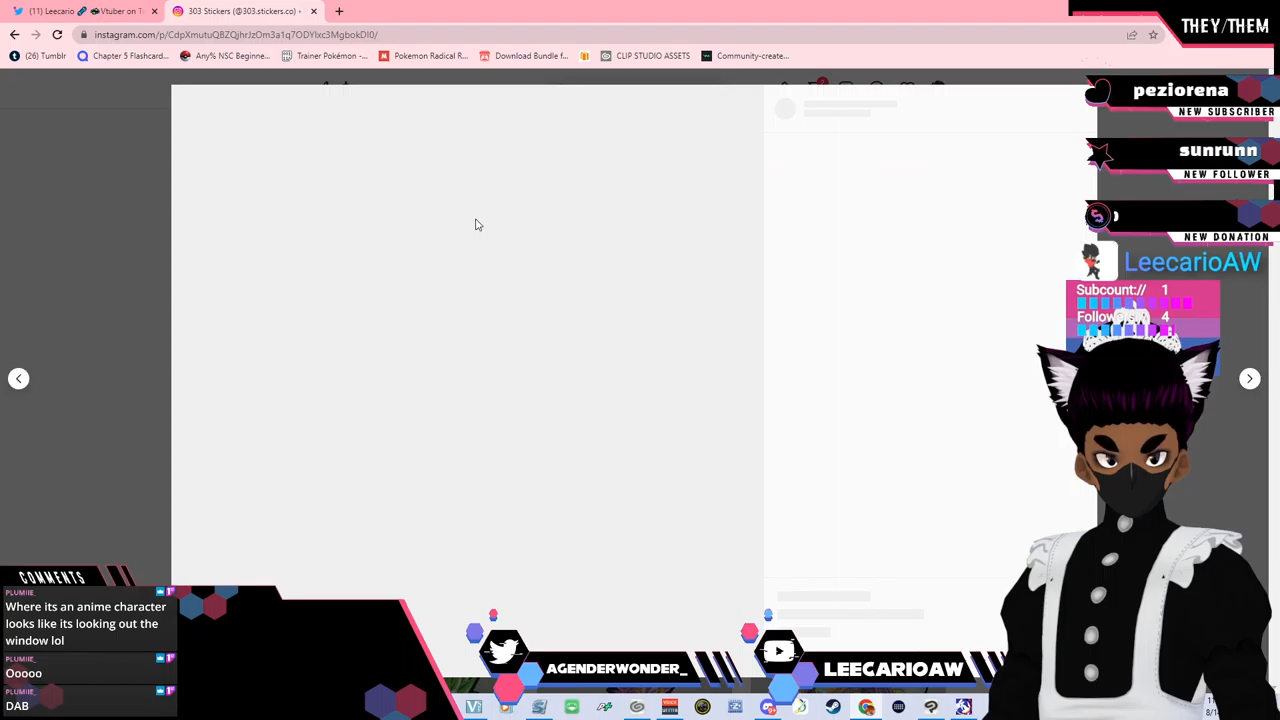 (11) Leecario 🔗 🐢Vtuber on T
303 Stickers (@303.stickers.co) •
instagram.com/p/CdpXmutuQBZQjhrJzOm3a1q7ODYlxc3MgbokDI0/
(26) Tumblr
Chapter 5 Flashcard...
Any% NSC Beginne...
Trainer Pokémon -...
Pokemon Radical R...
Download Bundle f...
CLIP STUDIO ASSETS
Community-create...
THEY/THEM
peziorena
NEW SUBSCRIBER
sunrunn
NEW FOLLOWER
NEW DONATION
LeecarioAW
Subcount:// 1
4
COMMENTS
PLUMIIE_
Where its an anime character
looks like its looking out the
window lol
PLUMIIE_
Ooooo
PLUMIIE_
DAB
AGENDERWONDER_
LEECARIOAW